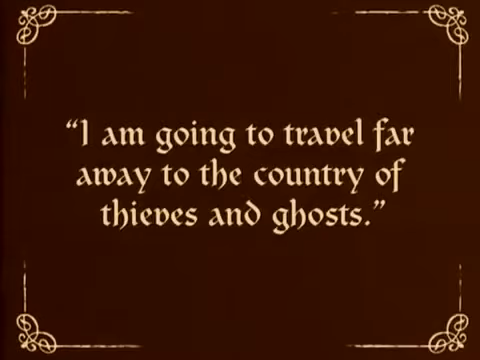 “I am going to travel far
away to the country of
thieves and ghosts.”